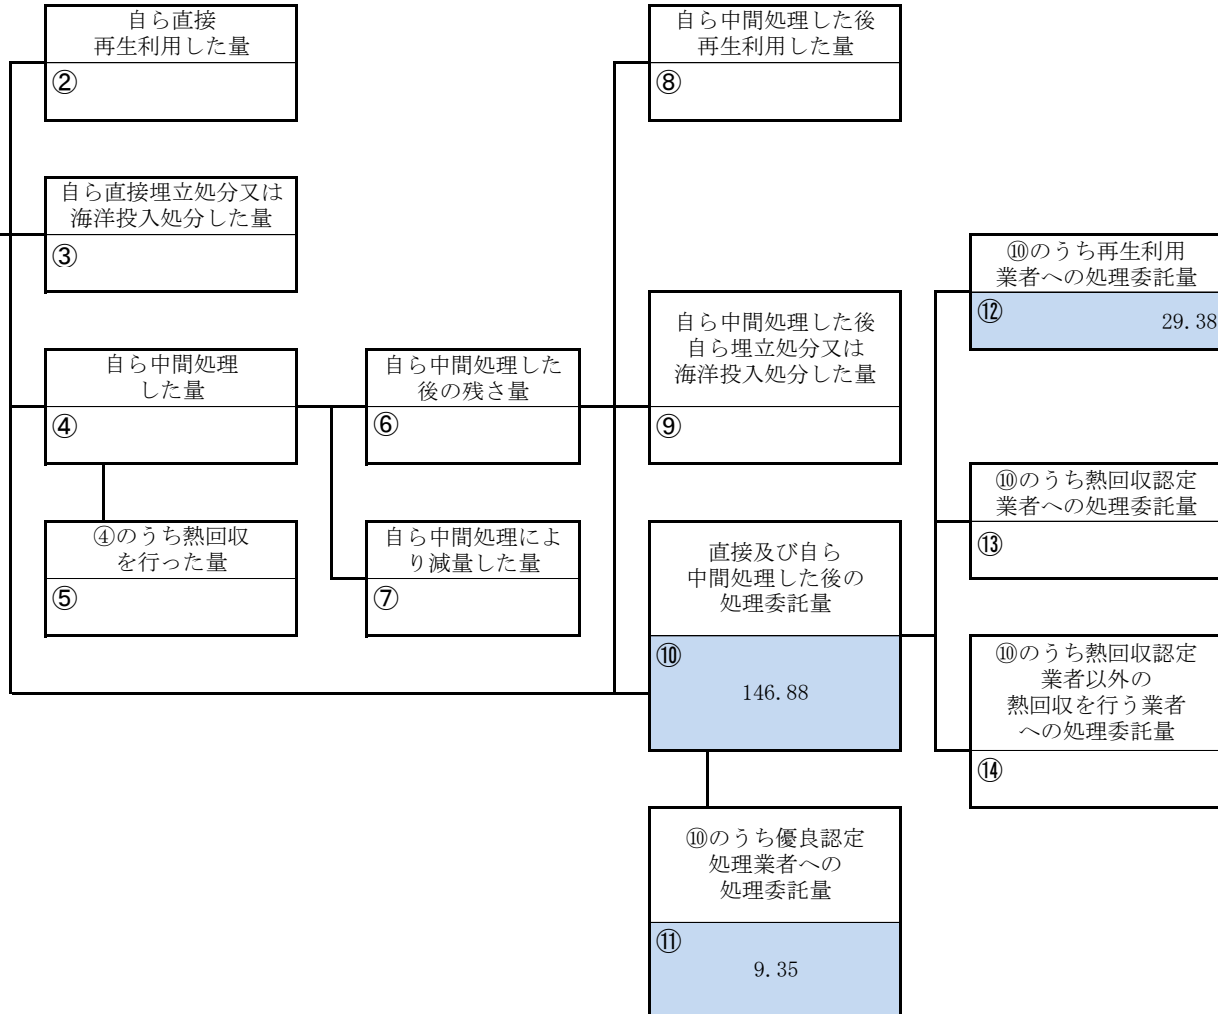 自ら直接
再生利用した量
②
自ら直接埋立処分又は
海洋投入処分した量
③
自ら中間処理
した量
④
④のうち熱回収
を行った量
⑤
自ら中間処理した
後の残さ量
⑥
自ら中間処理によ
り減量した量
⑦
自ら中間処理した後
再生利用した量
⑧
自ら中間処理した後
自ら埋立処分又は
海洋投入処分した量
⑨
直接及び自ら
中間処理した後の
処理委託量
⑩
146.88
⑩のうち優良認定
処理業者への
処理委託量
⑪
9.35
⑩のうち再生利用
業者への処理委託量
⑫ 29.38
⑩のうち熱回収認定
業者への処理委託量
⑬
⑩のうち熱回収認定
業者以外の
熱回収を行う業者
への処理委託量
⑭